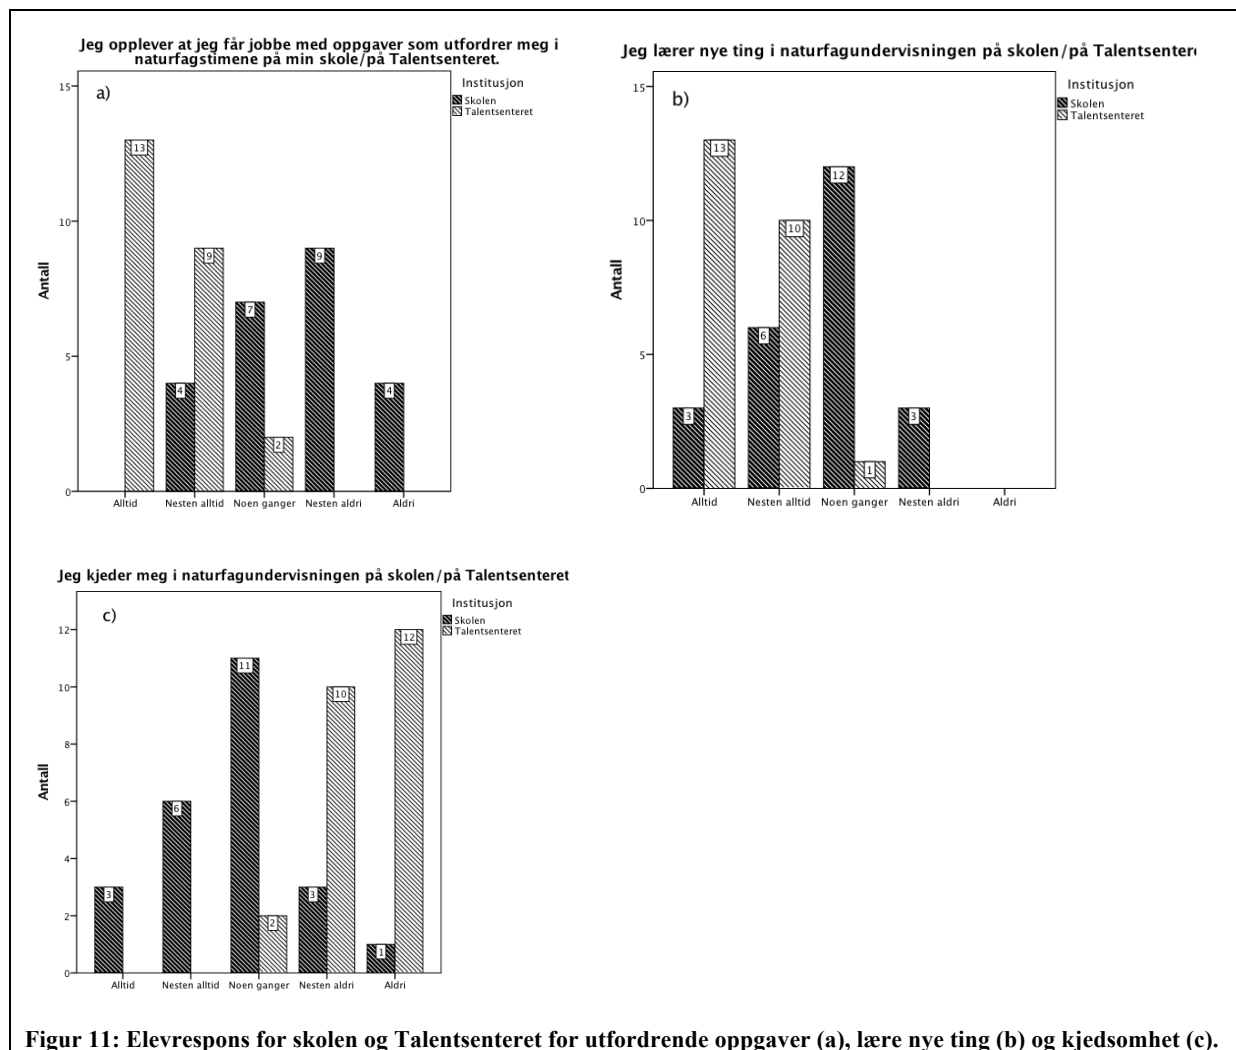 Jeg opplever at jeg får jobbe med oppgaver som utfordrer meg i
naturfagstimene på min skole/på Talentsenteret.
a)
Institusjon
Skolen
Talentsenteret
Antall
15
10
5
0
13
4
9
7
2
9
4
Alltid
Nesten alltid
Noen ganger
Nesten aldri
Aldri
Jeg lærer nye ting i naturfagundervisningen på skolen/på Talentsentere
b)
Institusjon
Skolen
Talentsenteret
Antall
15
10
5
0
3
13
6
10
12
1
3
Alltid
Nesten alltid
Noen ganger
Nesten aldri
Aldri
Jeg kjeder meg i naturfagundervisningen på skolen/på Talentsenteret
c)
Institusjon
Skolen
Talentsenteret
Antall
12
10
8
6
4
2
0
3
6
11
2
3
10
1
12
Alltid
Nesten alltid
Noen ganger
Nesten aldri
Aldri
Figur 11: Elevrespons for skolen og Talentsenteret for utfordrende oppgaver (a), lære nye ting (b) og kjedsomhet (c).